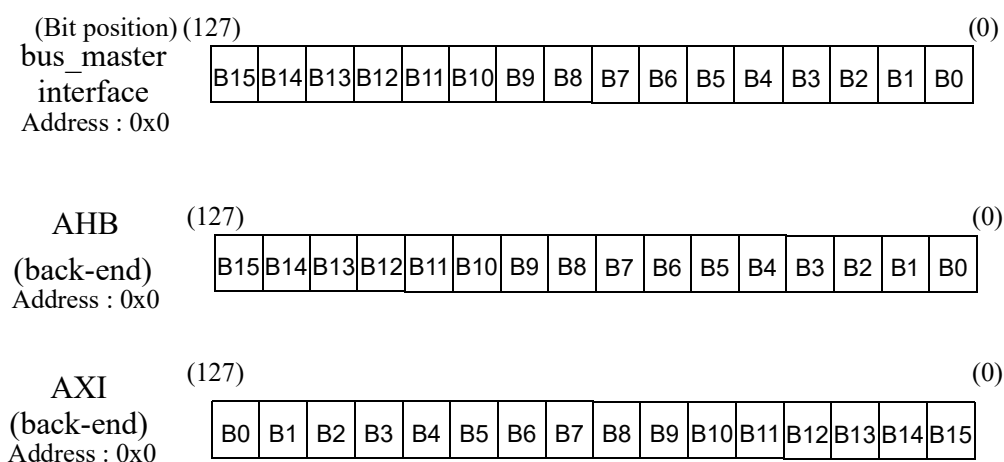 (Bit position) (127) (0)
bus_master
interface
Address : 0x0
B15 B14 B13 B12 B11 B10 B9 B8 B7 B6 B5 B4 B3 B2 B1 B0
AHB
(back-end)
Address : 0x0
(127) (0)
B15 B14 B13 B12 B11 B10 B9 B8 B7 B6 B5 B4 B3 B2 B1 B0
AXI
(back-end)
Address : 0x0
(127) (0)
B0 B1 B2 B3 B4 B5 B6 B7 B8 B9 B10 B11 B12 B13 B14 B15